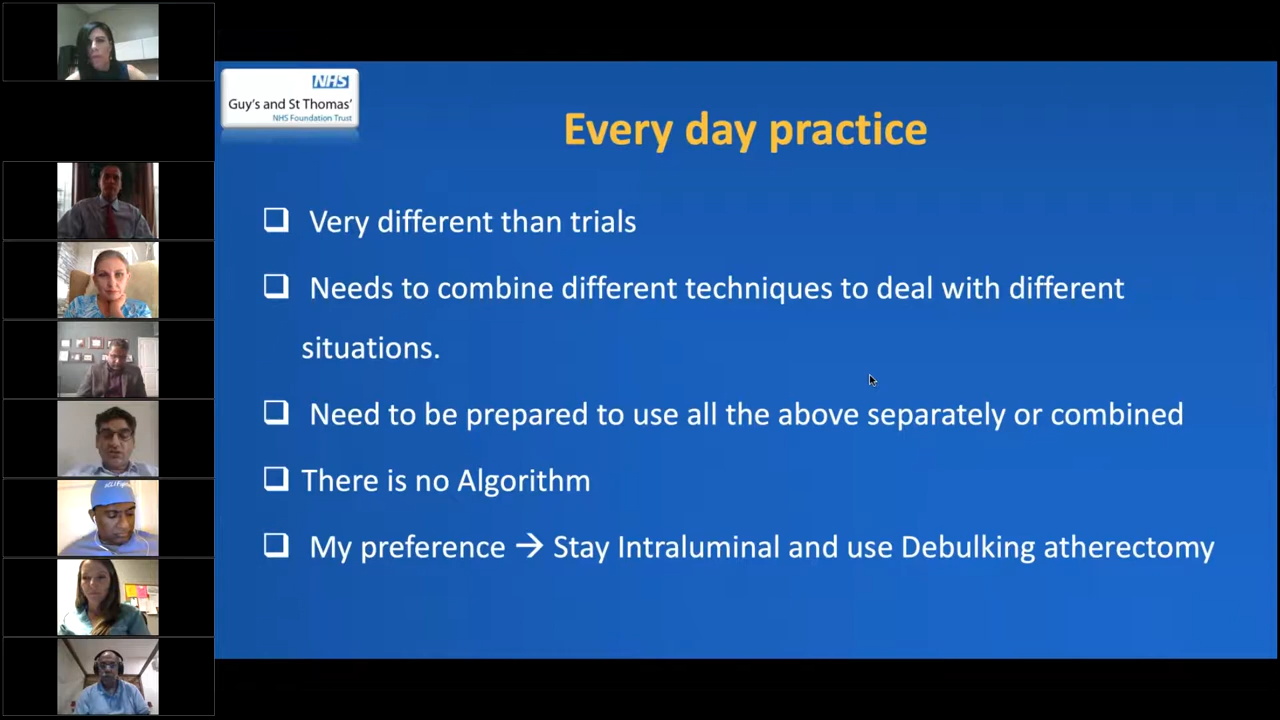 NHS
Guy's and St Thomas'
NHS Foundation Trust
Every day practice
Very different than trials
Needs to combine different techniques to deal with different
situations.
Need to be prepared to use all the above separately or combined
There is no Algorithm
My preference → Stay Intraluminal and use Debulking atherectomy